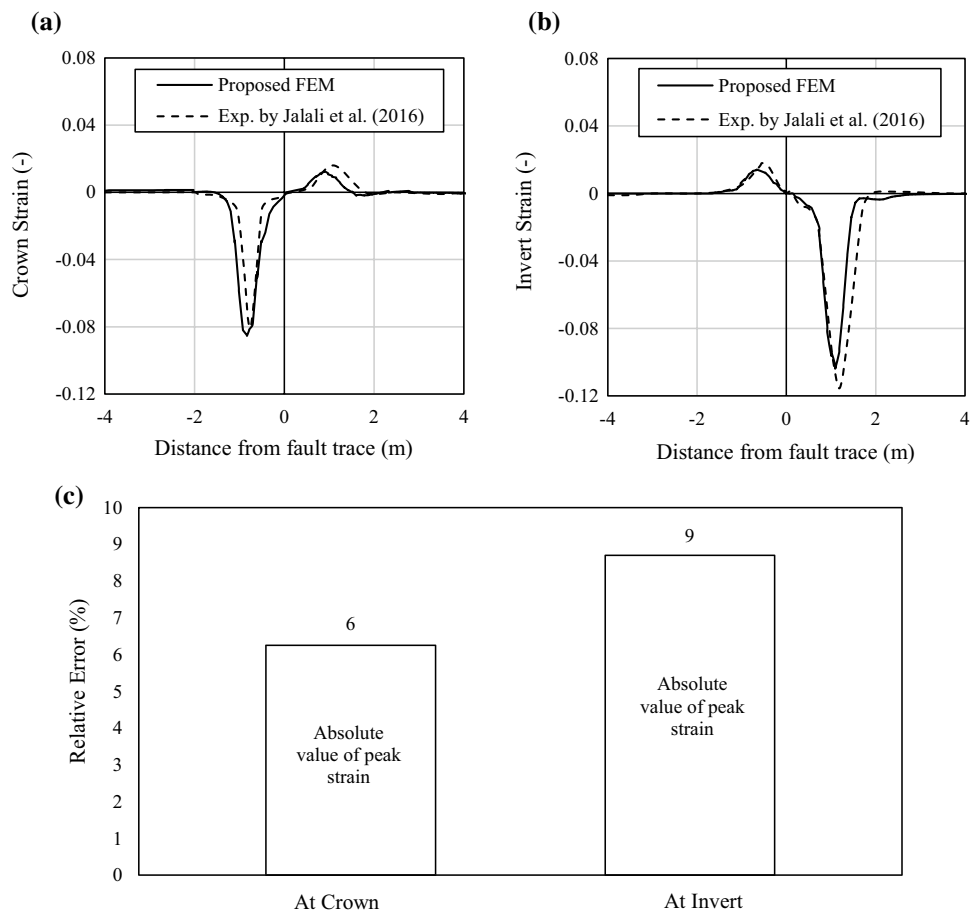 (a)
0.08
0.04
0
-0.04
-0.08
-0.12
Crown Strain (-)
Proposed FEM
Exp. by Jalali et al. (2016)
-4
-2
0
2
4
Distance from fault trace (m)
(b)
0.08
0.04
0
-0.04
-0.08
-0.12
Invert Strain (-)
Proposed FEM
Exp. by Jalali et al. (2016)
-4
-2
0
2
4
Distance from fault trace (m)
(c)
10
9
8
7
6
5
4
3
2
1
0
Relative Error (%)
6
Absolute
value of peak
strain
9
Absolute
value of peak
strain
At Crown
At Invert